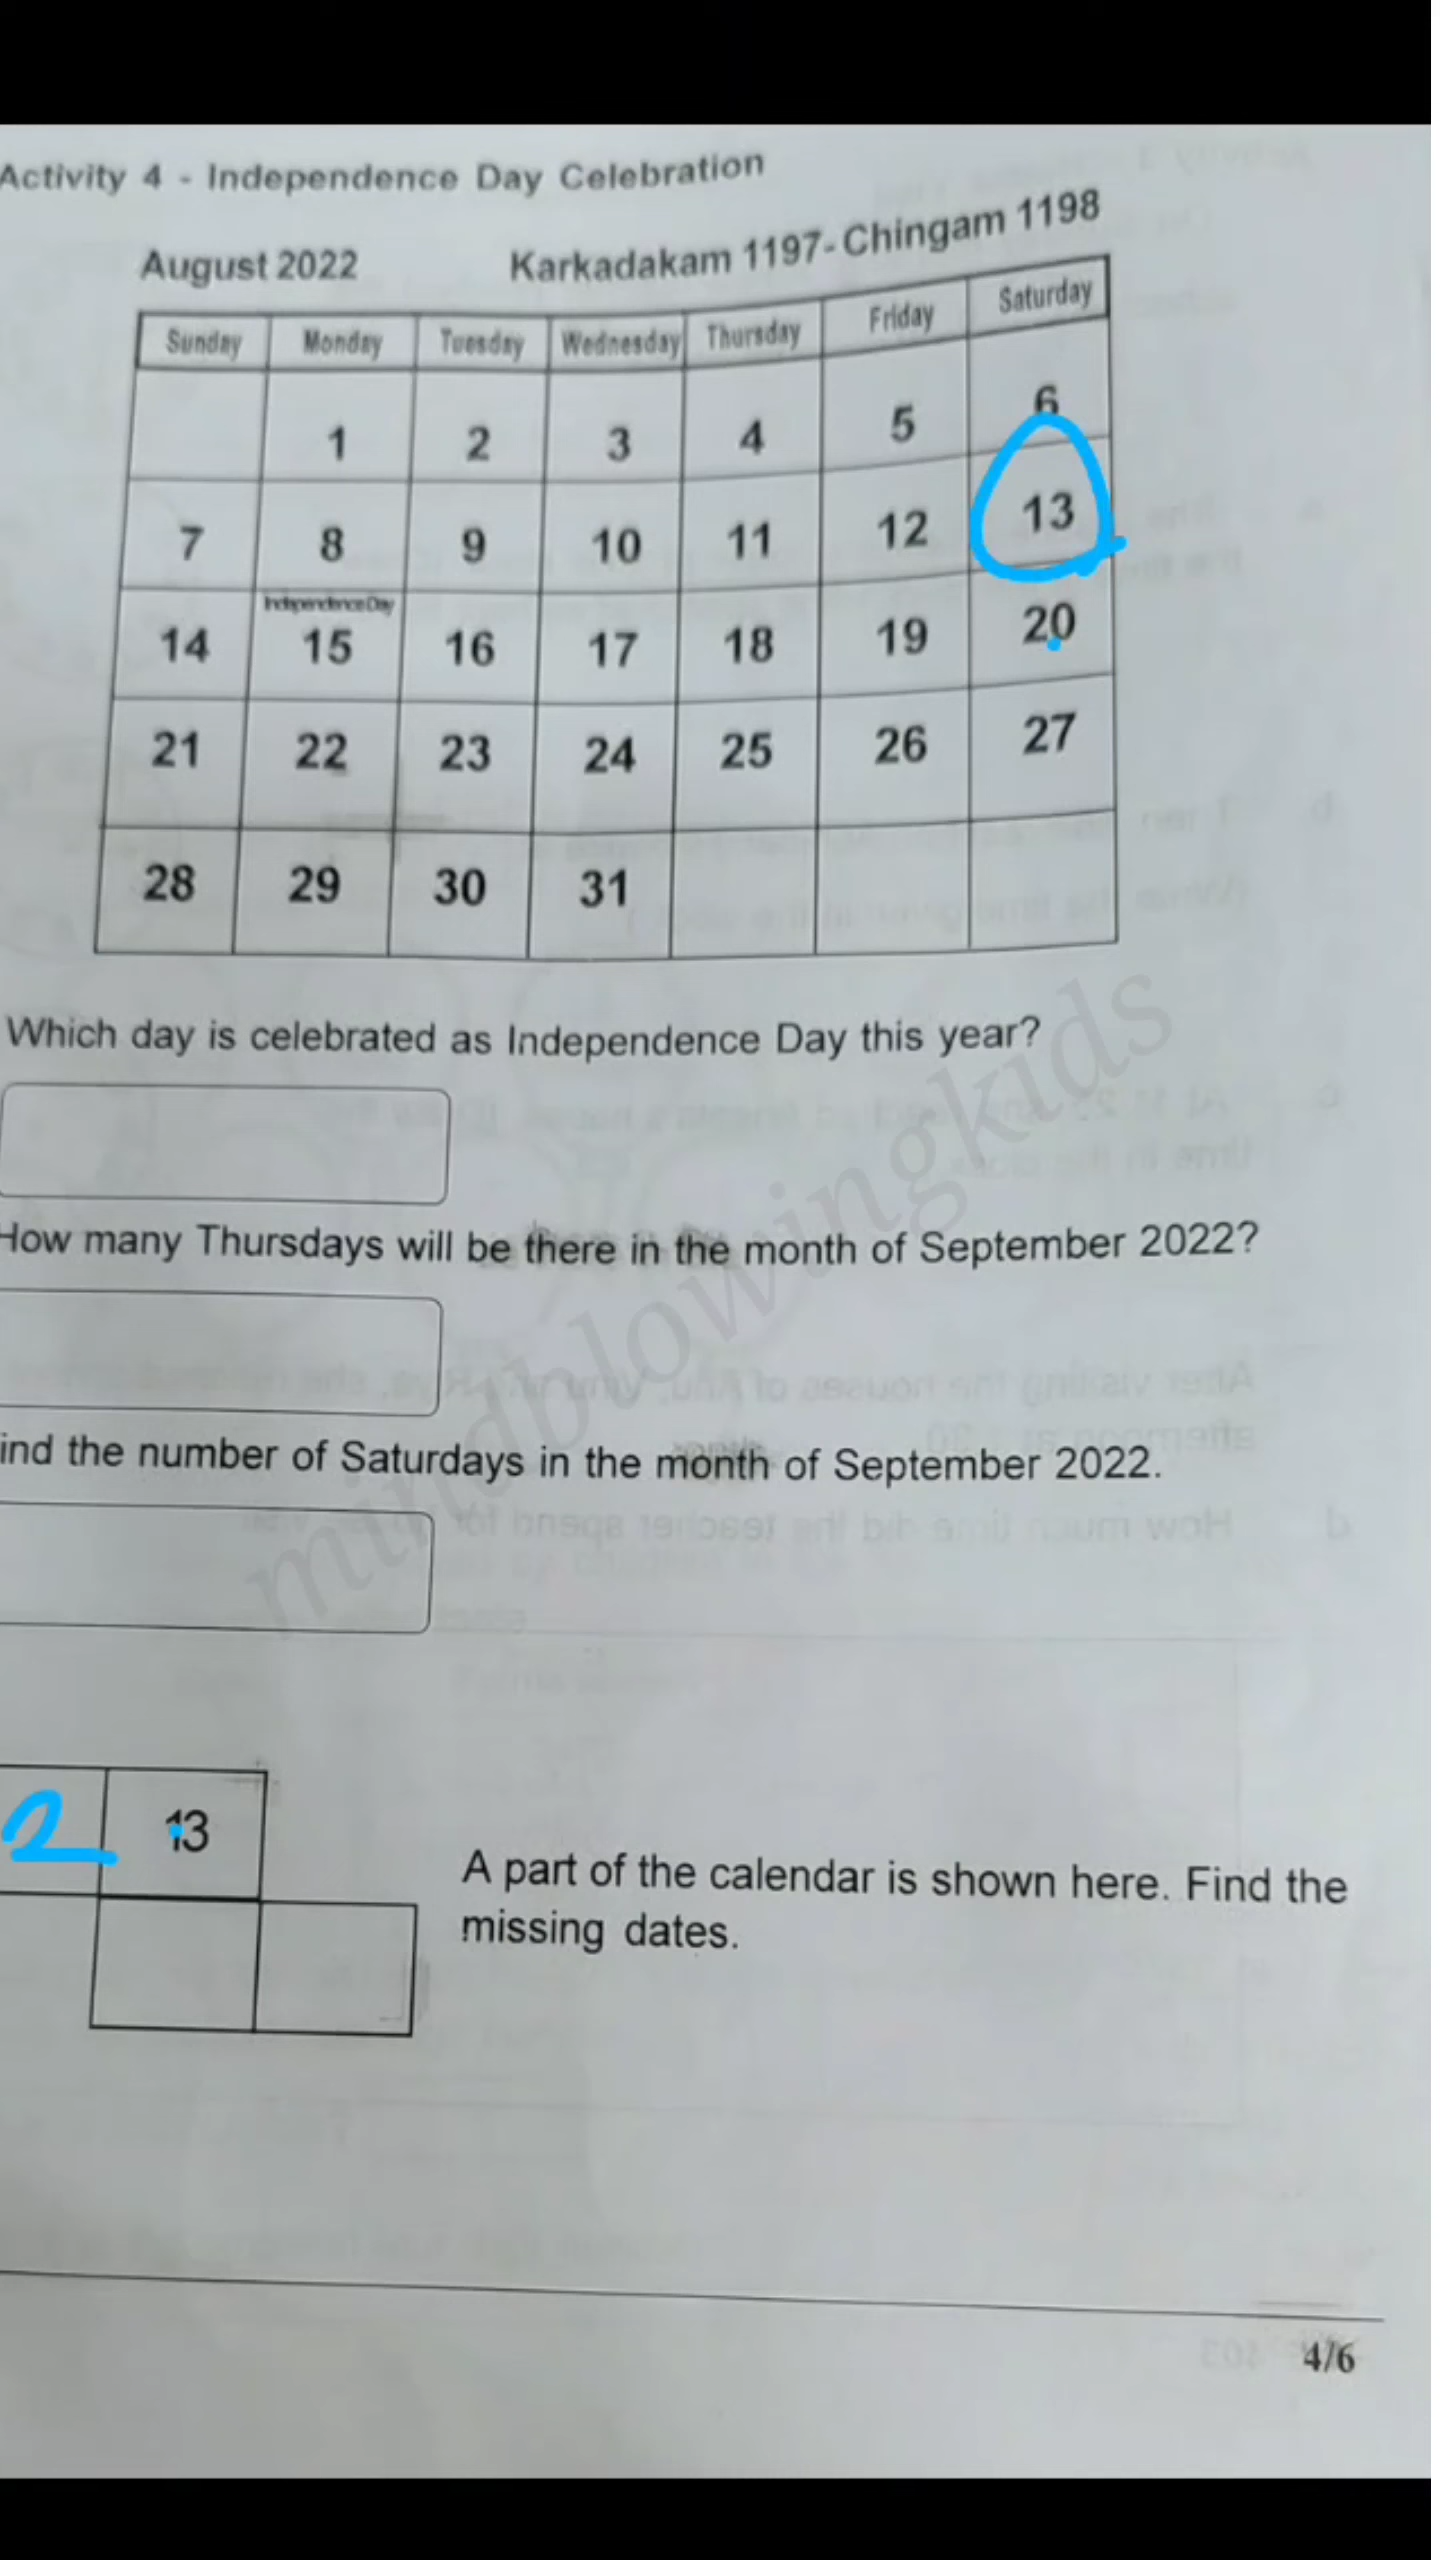 Activity 4 - Independence Day Celebration
August 2022 Karkadakam 1197-Chingam 1198
Sunday Monday Tuesday Wednesday Thursday Friday Saturday
1 2 3 4 5 6
7 8 9 10 11 12 13
Independence Day
14 15 16 17 18 19 20
21 22 23 24 25 26 27
28 29 30 31
Which day is celebrated as Independence Day this year?
How many Thursdays will be there in the month of September 2022?
ind the number of Saturdays in the month of September 2022.
mindblowingkids
2 13
A part of the calendar is shown here. Find the
missing dates.
4/6